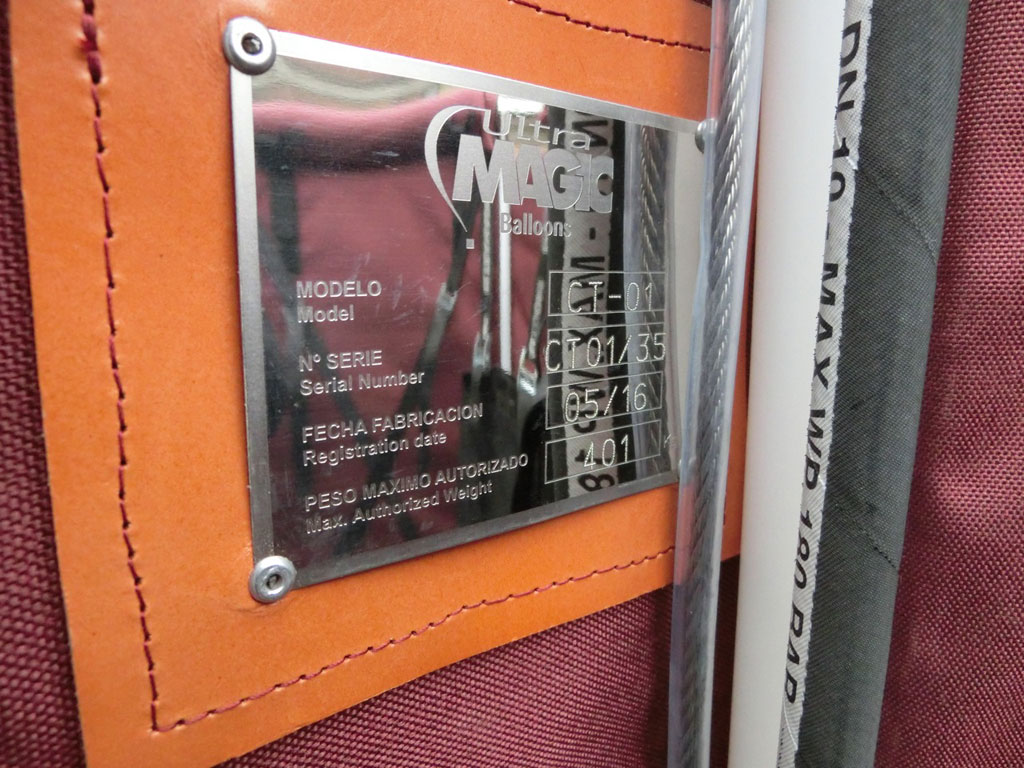 Ultra
MAGIC
Balloons
MODELO
Model
CT-01
Nº SERIE
Serial Number
CT01/35
FECHA FABRICACION
Registration date
05/16
PESO MAXIMO AUTORIZADO
Max. Authorized Weight
401
DN 10 - MAX WP 180 BAR